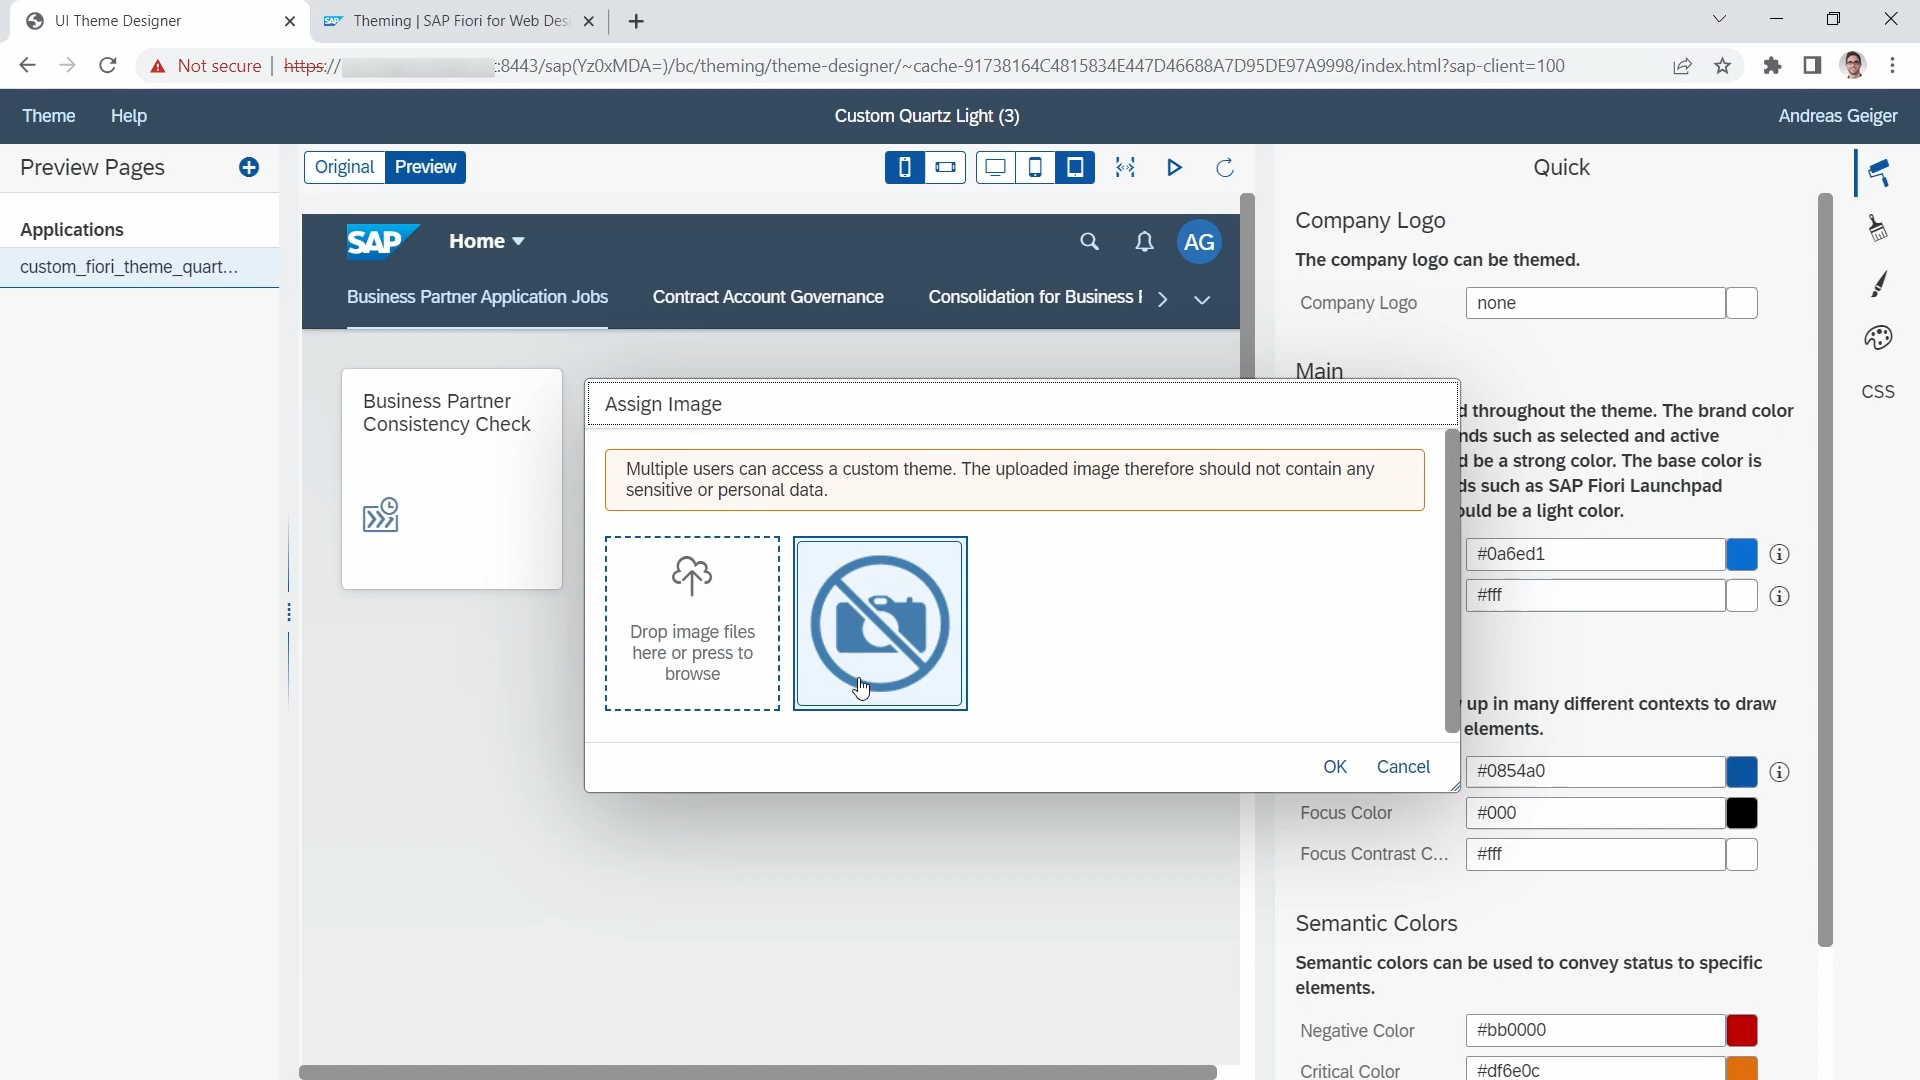 UI Theme Designer
Theming | SAP Fiori for Web Des
Not secure
https://
:8443/sap(Yz0xMDA=)/bc/theming/theme-designer/~cache-91738164C4815834E447D46688A7D95DE97A9998/index.html?sap-client=100
Theme
Help
Custom Quartz Light (3)
Andreas Geiger
Preview Pages
Original
Preview
Quick
Applications
custom_fiori_theme_quart...
SAP
Home
AG
Business Partner Application Jobs
Contract Account Governance
Consolidation for Business
Business Partner
Consistency Check
Company Logo
The company logo can be themed.
Company Logo
none
Main
d throughout the theme. The brand color
nds such as selected and active
d be a strong color. The base color is
ds such as SAP Fiori Launchpad
ould be a light color.
#0a6ed1
#fff
up in many different contexts to draw
elements.
#0854a0
Focus Color
#000
Focus Contrast C...
#fff
Semantic Colors
Semantic colors can be used to convey status to specific
elements.
Negative Color
#bb0000
Critical Color
#df6e0c
CSS
Assign Image
Multiple users can access a custom theme. The uploaded image therefore should not contain any
sensitive or personal data.
Drop image files
here or press to
browse
OK
Cancel